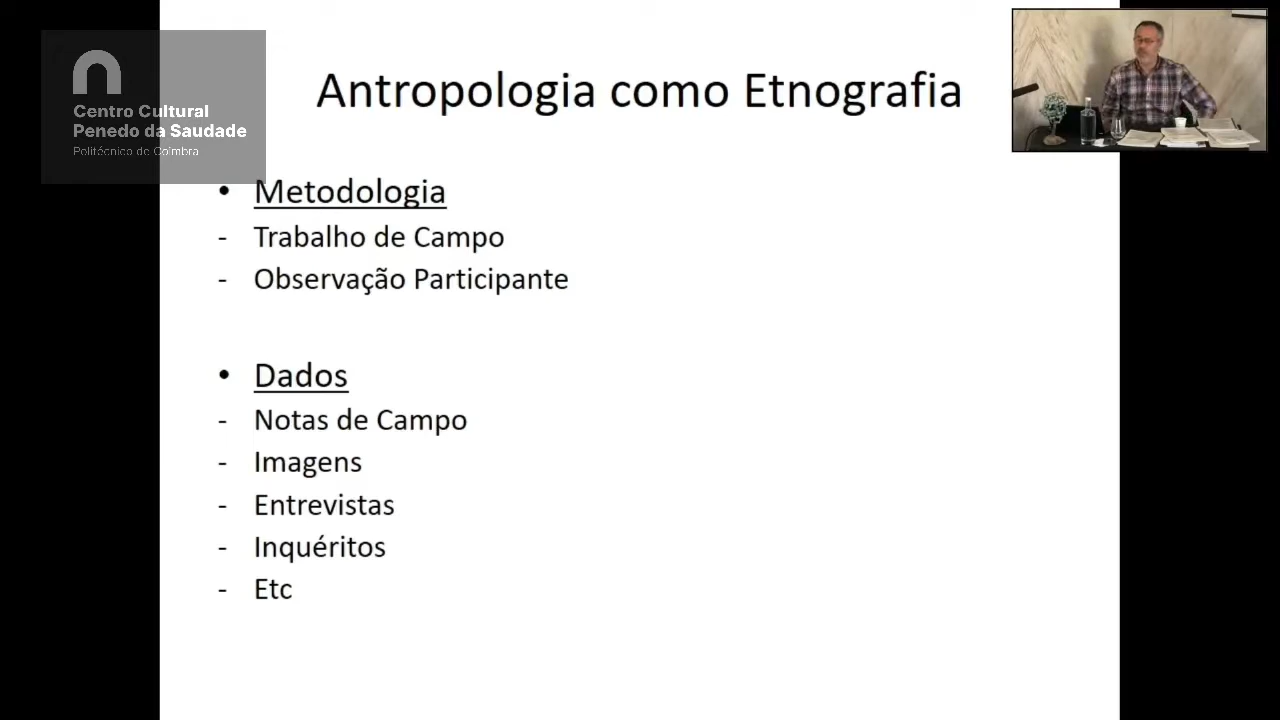 Centro Cultural
Penedo da Saudade
Politécnico de Coimbra
Antropologia como Etnografia
• Metodologia
- Trabalho de Campo
- Observação Participante
• Dados
- Notas de Campo
- Imagens
- Entrevistas
- Inquéritos
- Etc